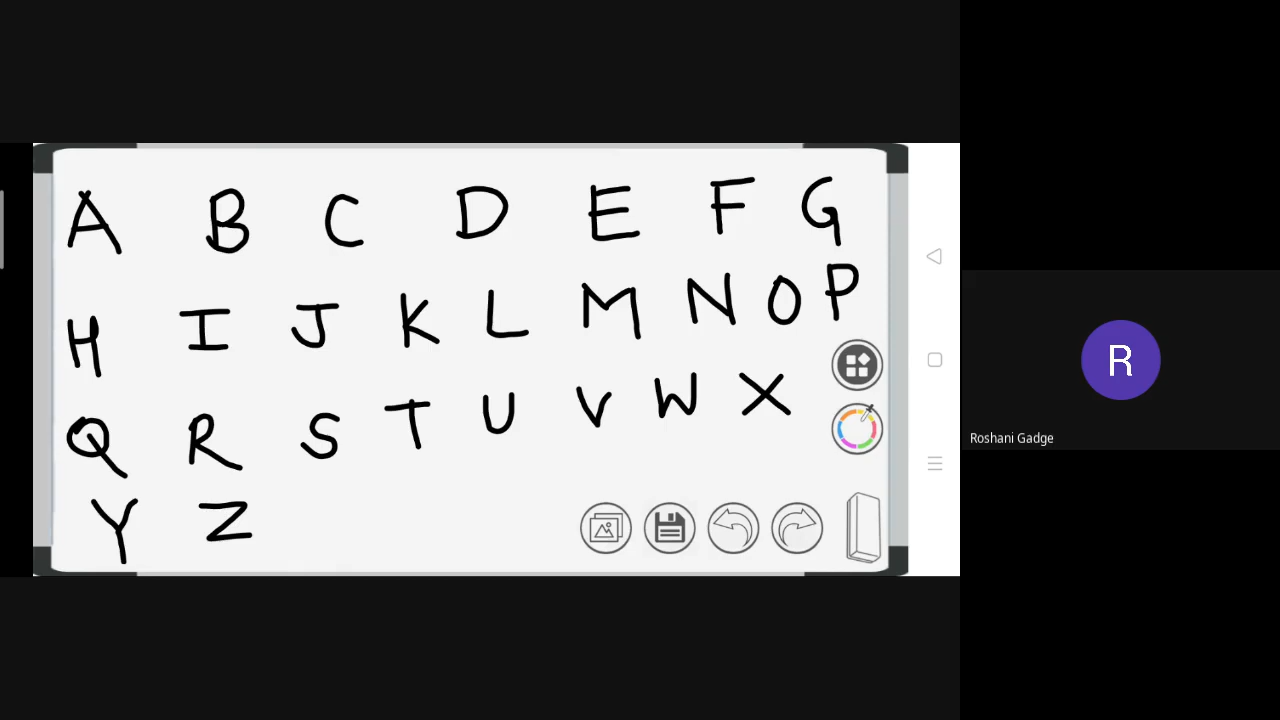 A B C D E F G
H I J K L M N O P
Q R S T U V W X
Y Z
R
Roshani Gadge